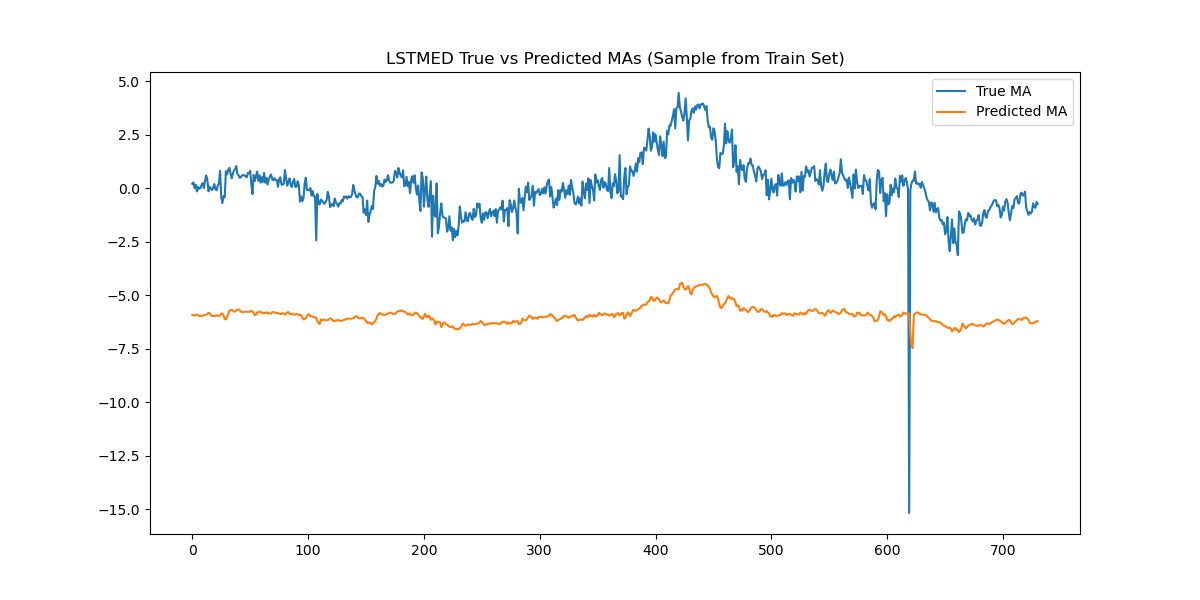 LSTMED True vs Predicted MAs (Sample from Train Set)
True MA
Predicted MA
5.0
2.5
0.0
−2.5
−5.0
−7.5
−10.0
−12.5
−15.0
0 100 200 300 400 500 600 700